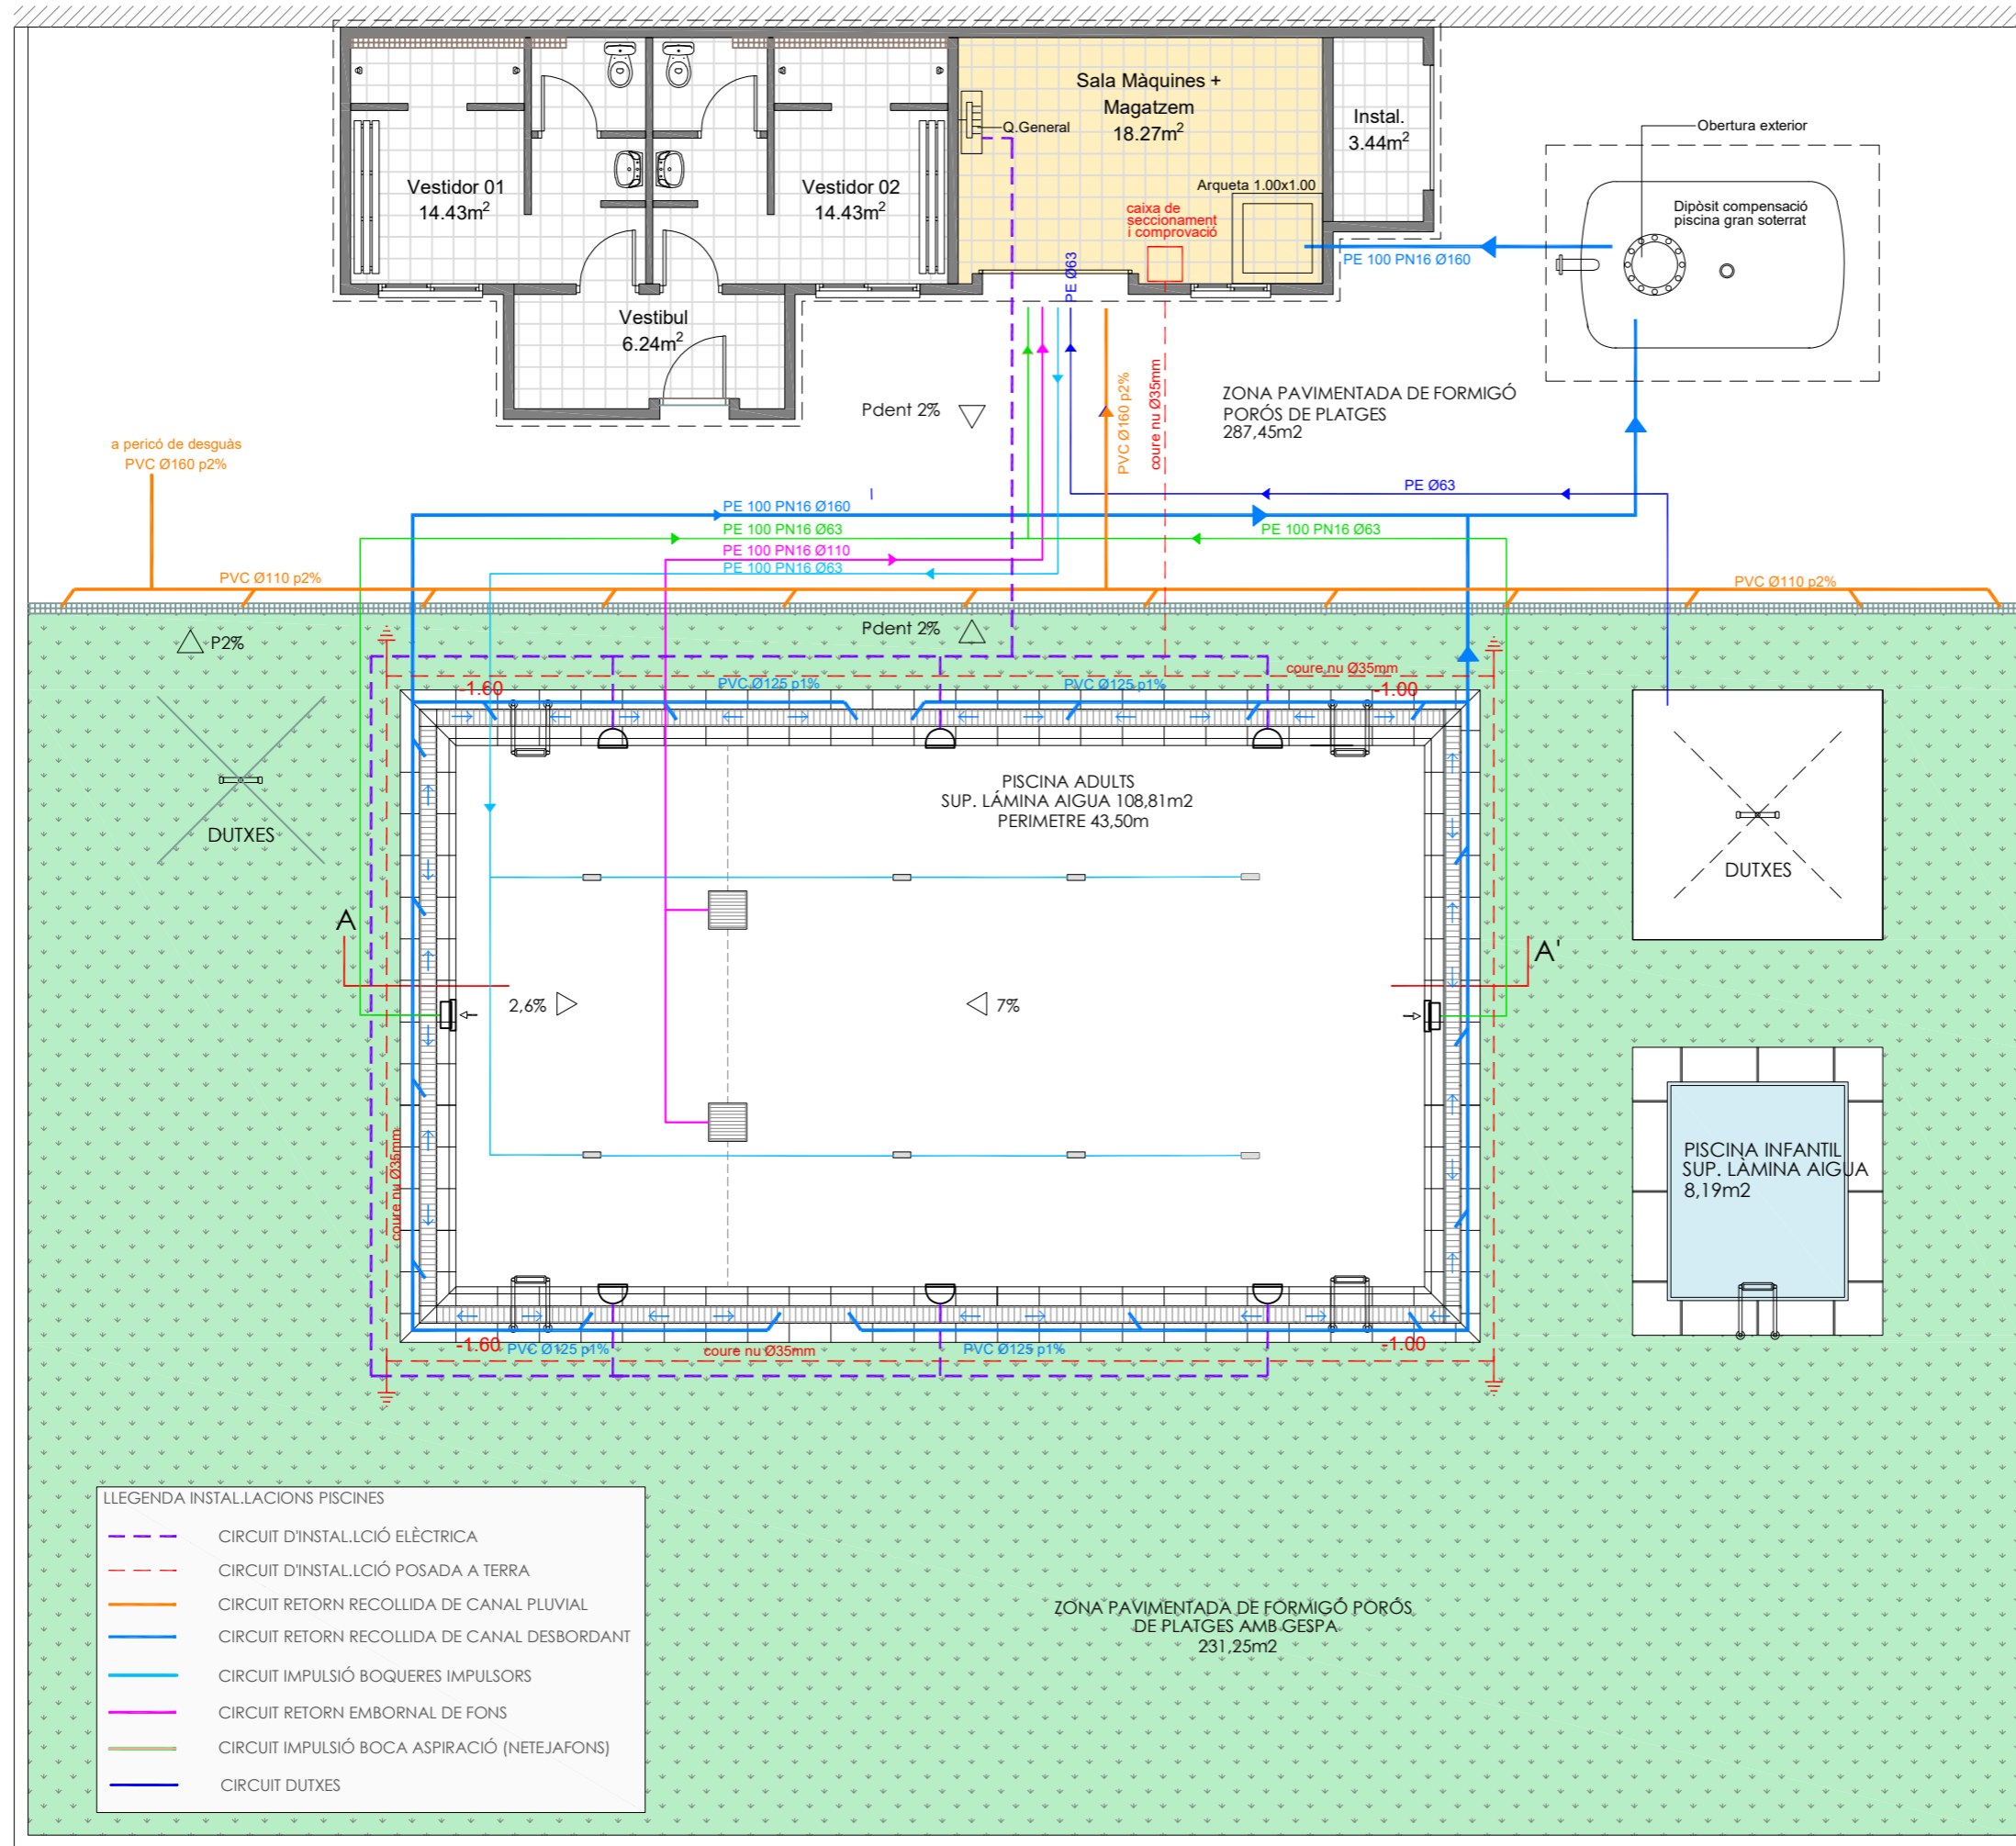 Sala Màquines +
Magatzem
18.27m²
Q.General
Instal.
3.44m²
Obertura exterior
Vestidor 01
14.43m²
Vestidor 02
14.43m²
Arqueta 1.00x1.00
caixa de
seccionament
i comprovació
Dipòsit compensació
piscina gran soterrat
PE 100 PN16 Ø160
PE Ø63
Vestibul
6.24m²
Pdent 2%
ZONA PAVIMENTADA DE FORMIGÓ
PORÓS DE PLATGES
287,45m2
PVC Ø160 p2%
coure nu Ø35mm
a pericó de desguàs
PVC Ø160 p2%
PE Ø63
PE 100 PN16 Ø160
PE 100 PN16 Ø63
PE 100 PN16 Ø63
PE 100 PN16 Ø110
PE 100 PN16 Ø63
PVC Ø110 p2%
PVC Ø110 p2%
P2%
Pdent 2%
coure nu Ø35mm
-1.60
PVC Ø125 p1%
PVC Ø125 p1%
-1.00
PISCINA ADULTS
SUP. LÁMINA AIGUA 108,81m2
PERIMETRE 43,50m
DUTXES
DUTXES
A
A'
2,6%
7%
coure nu Ø35mm
PISCINA INFANTIL
SUP. LÀMINA AIGUA
8,19m2
-1.60
PVC Ø125 p1%
coure nu Ø35mm
PVC Ø125 p1%
-1.00
LLEGENDA INSTAL.LACIONS PISCINES
CIRCUIT D'INSTAL.LCIÓ ELÈCTRICA
CIRCUIT D'INSTAL.LCIÓ POSADA A TERRA
CIRCUIT RETORN RECOLLIDA DE CANAL PLUVIAL
CIRCUIT RETORN RECOLLIDA DE CANAL DESBORDANT
CIRCUIT IMPULSIÓ BOQUERES IMPULSORS
CIRCUIT RETORN EMBORNAL DE FONS
CIRCUIT IMPULSIÓ BOCA ASPIRACIÓ (NETEJAFONS)
CIRCUIT DUTXES
ZONA PAVIMENTADA DE FORMIGÓ PORÓS
DE PLATGES AMB GESPA
231,25m2